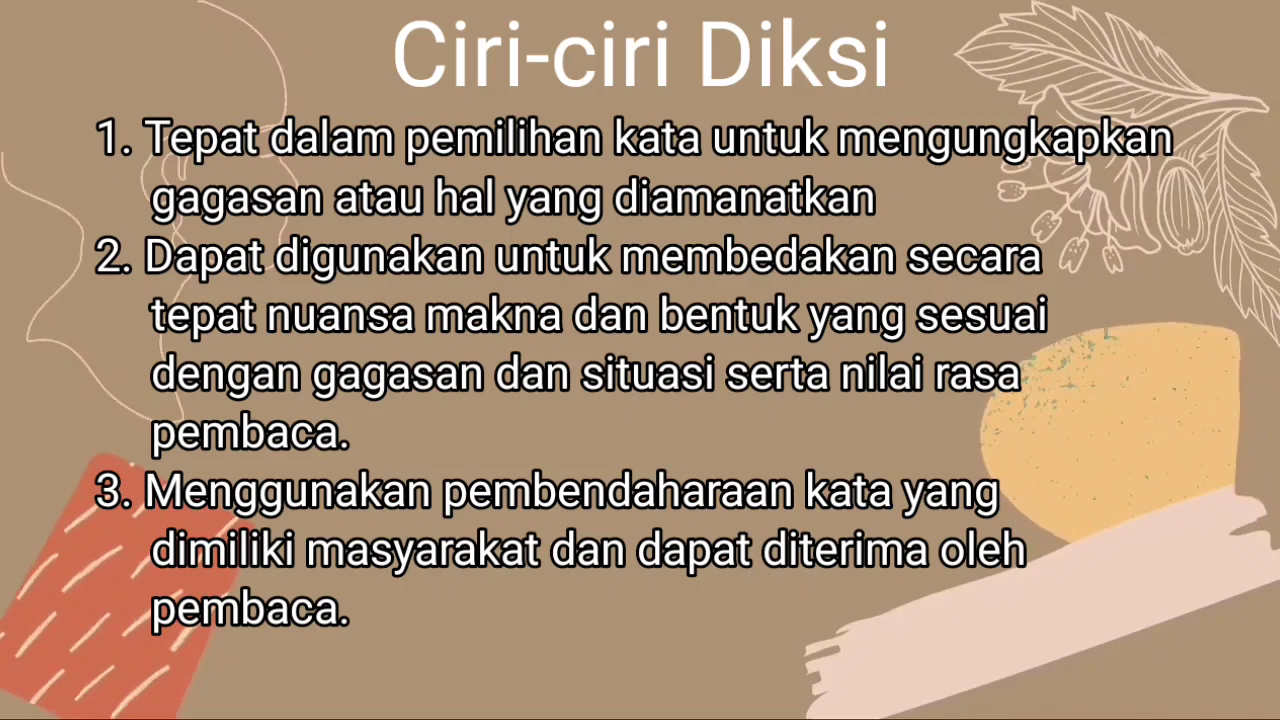 Ciri-ciri Diksi
1. Tepat dalam pemilihan kata untuk mengungkapkan
gagasan atau hal yang diamanatkan
2. Dapat digunakan untuk membedakan secara
tepat nuansa makna dan bentuk yang sesuai
dengan gagasan dan situasi serta nilai rasa
pembaca.
3. Menggunakan pembendaharaan kata yang
dimiliki masyarakat dan dapat diterima oleh
pembaca.